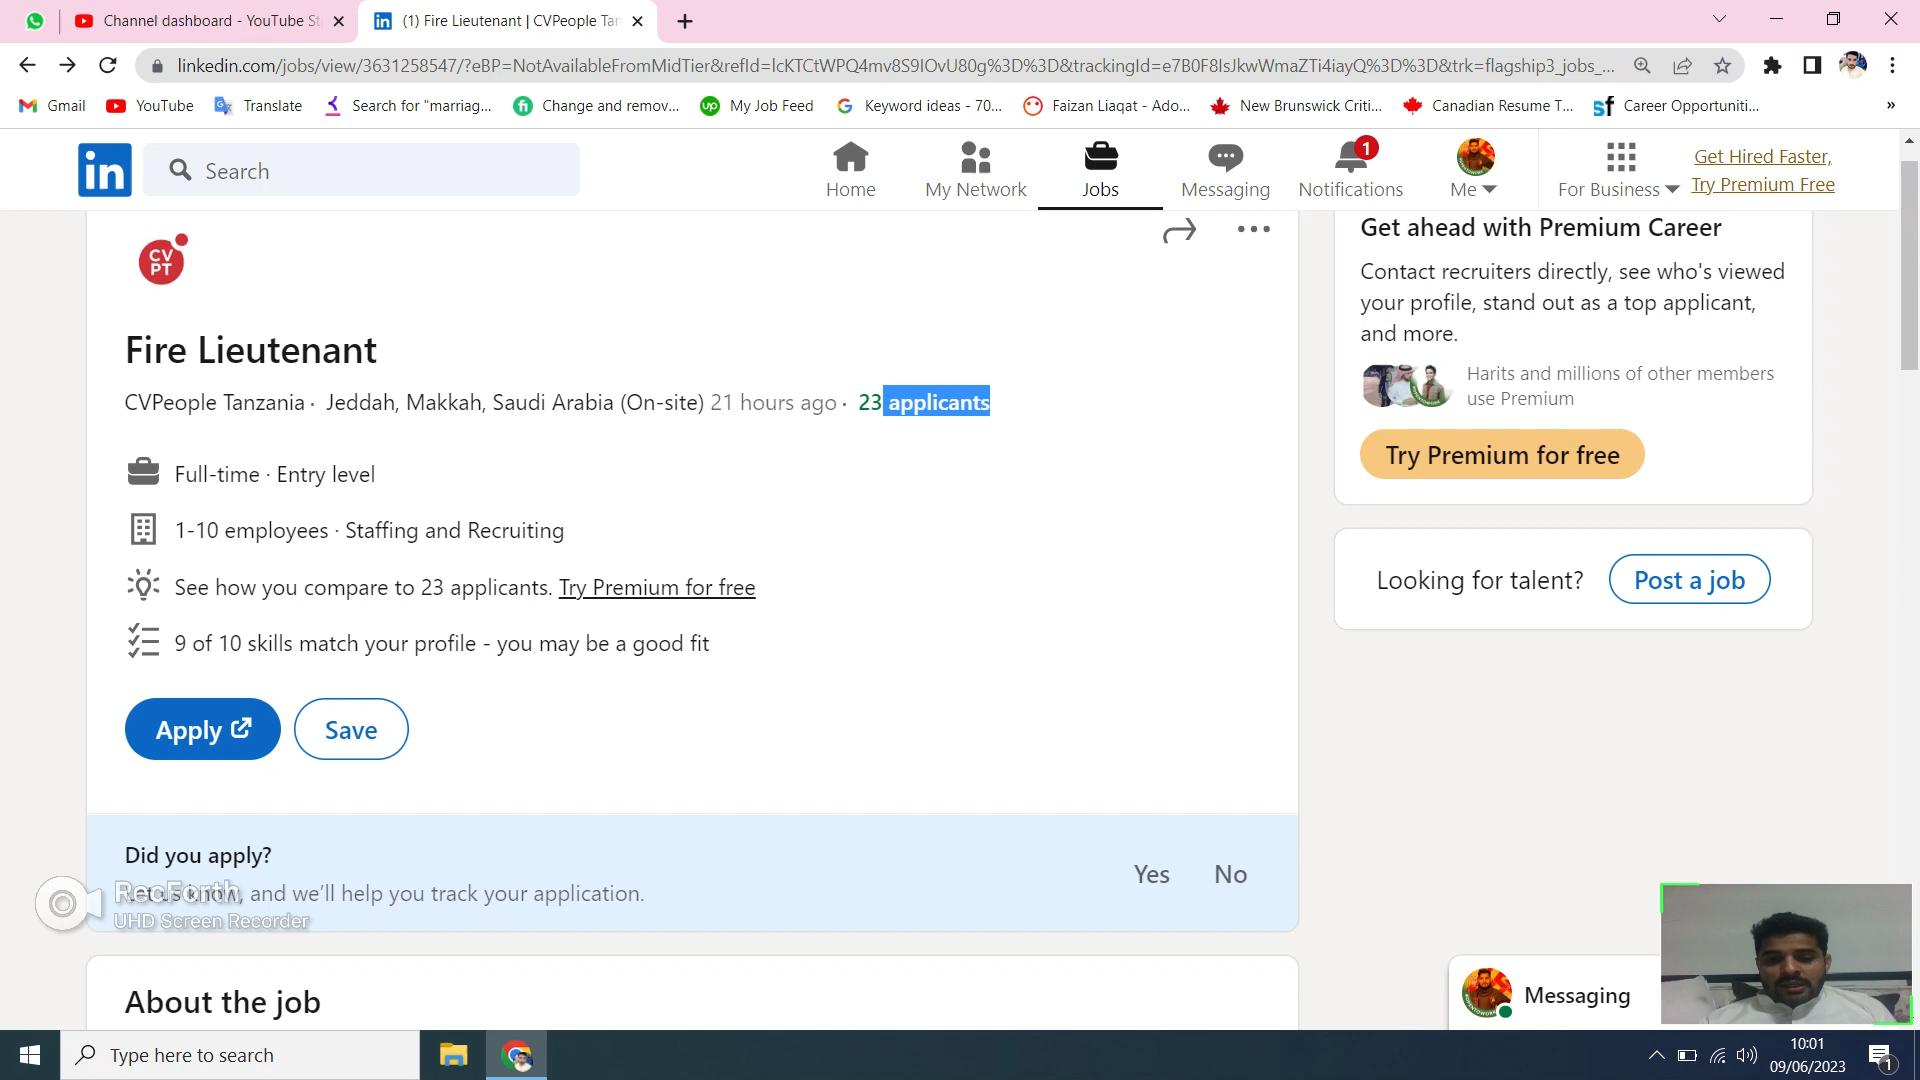 Channel dashboard - YouTube St
(1) Fire Lieutenant | CVPeople Tan
linkedin.com/jobs/view/3631258547/?eBP=NotAvailableFromMidTier&refId=lcKTCtWPQ4mv8S9IOvU80g%3D%3D&trackingId=e7B0F8IsJkwWmaZTi4iayQ%3D%3D&trk=flagship3_jobs_...
Gmail
YouTube
Translate
Search for "marriag...
Change and remov...
My Job Feed
Keyword ideas - 70...
Faizan Liaqat - Ado...
New Brunswick Criti...
Canadian Resume T...
Career Opportuniti...
»
in
Search
Home
My Network
Jobs
Messaging
1
Notifications
Me
For Business
Get Hired Faster,
Try Premium Free
CV
PT
Fire Lieutenant
CVPeople Tanzania · Jeddah, Makkah, Saudi Arabia (On-site) 21 hours ago · 23 applicants
Full-time · Entry level
1-10 employees · Staffing and Recruiting
See how you compare to 23 applicants. Try Premium for free
9 of 10 skills match your profile - you may be a good fit
Apply
Save
Did you apply?
Let us know, and we'll help you track your application.
Yes
No
RecForth
UHD Screen Recorder
About the job
Get ahead with Premium Career
Contact recruiters directly, see who's viewed
your profile, stand out as a top applicant,
and more.
Harits and millions of other members
use Premium
Try Premium for free
Looking for talent?
Post a job
Messaging
Type here to search
10:01
09/06/2023
1